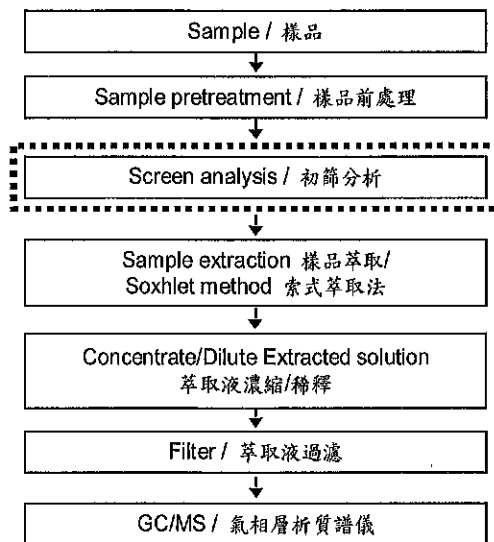 Sample / 樣品
Sample pretreatment / 樣品前處理
Screen analysis / 初篩分析
Sample extraction 樣品萃取/
Soxhlet method 索式萃取法
Concentrate/Dilute Extracted solution
萃取液濃縮/稀釋
Filter / 萃取液過濾
GC/MS / 氣相層析質譜儀